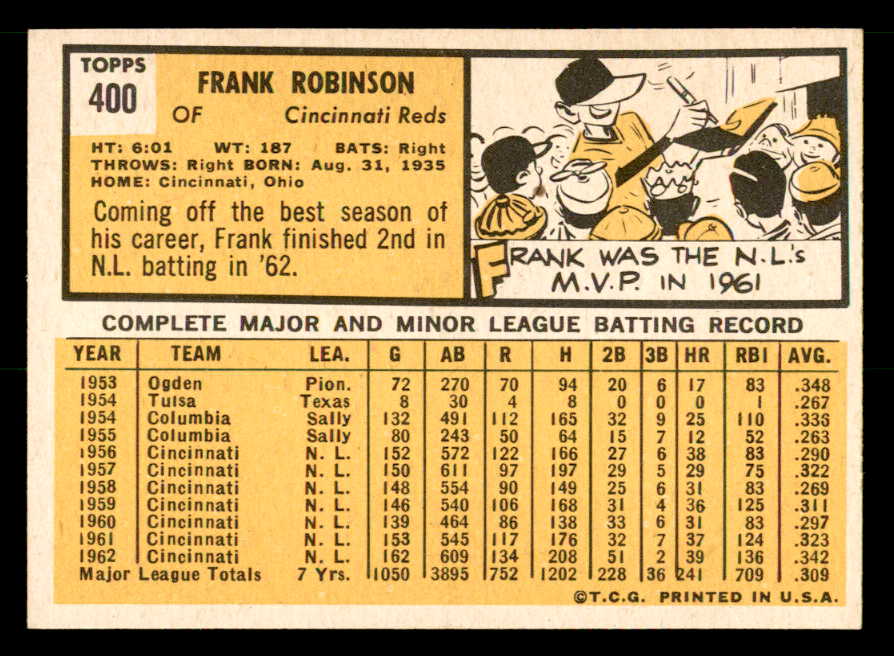 TOPPS
400
FRANK ROBINSON
OF Cincinnati Reds
HT: 6:01 WT: 187 BATS: Right
THROWS: Right BORN: Aug. 31, 1935
HOME: Cincinnati, Ohio
Coming off the best season of
his career, Frank finished 2nd in
N.L. batting in '62.
FRANK WAS THE N.L.'s
M.V.P. IN 1961
COMPLETE MAJOR AND MINOR LEAGUE BATTING RECORD
YEAR TEAM LEA. G AB R H 2B 3B HR RBI AVG.
1953 Ogden Pion. 72 270 70 94 20 6 17 83 .348
1954 Tulsa Texas 8 30 4 8 0 0 0 1 .267
1954 Columbia Sally 132 491 112 165 32 9 25 110 .336
1955 Columbia Sally 80 243 50 64 15 7 12 52 .263
1956 Cincinnati N. L. 152 572 122 166 27 6 38 83 .290
1957 Cincinnati N. L. 150 611 97 197 29 5 29 75 .322
1958 Cincinnati N. L. 148 554 90 149 25 6 31 83 .269
1959 Cincinnati N. L. 146 540 106 168 31 4 36 125 .311
1960 Cincinnati N. L. 139 464 86 138 33 6 31 83 .297
1961 Cincinnati N. L. 153 545 117 176 32 7 37 124 .323
1962 Cincinnati N. L. 162 609 134 208 51 2 39 136 .342
Major League Totals 7 Yrs. 1050 3895 752 1202 228 36 241 709 .309
©T.C.G. PRINTED IN U.S.A.